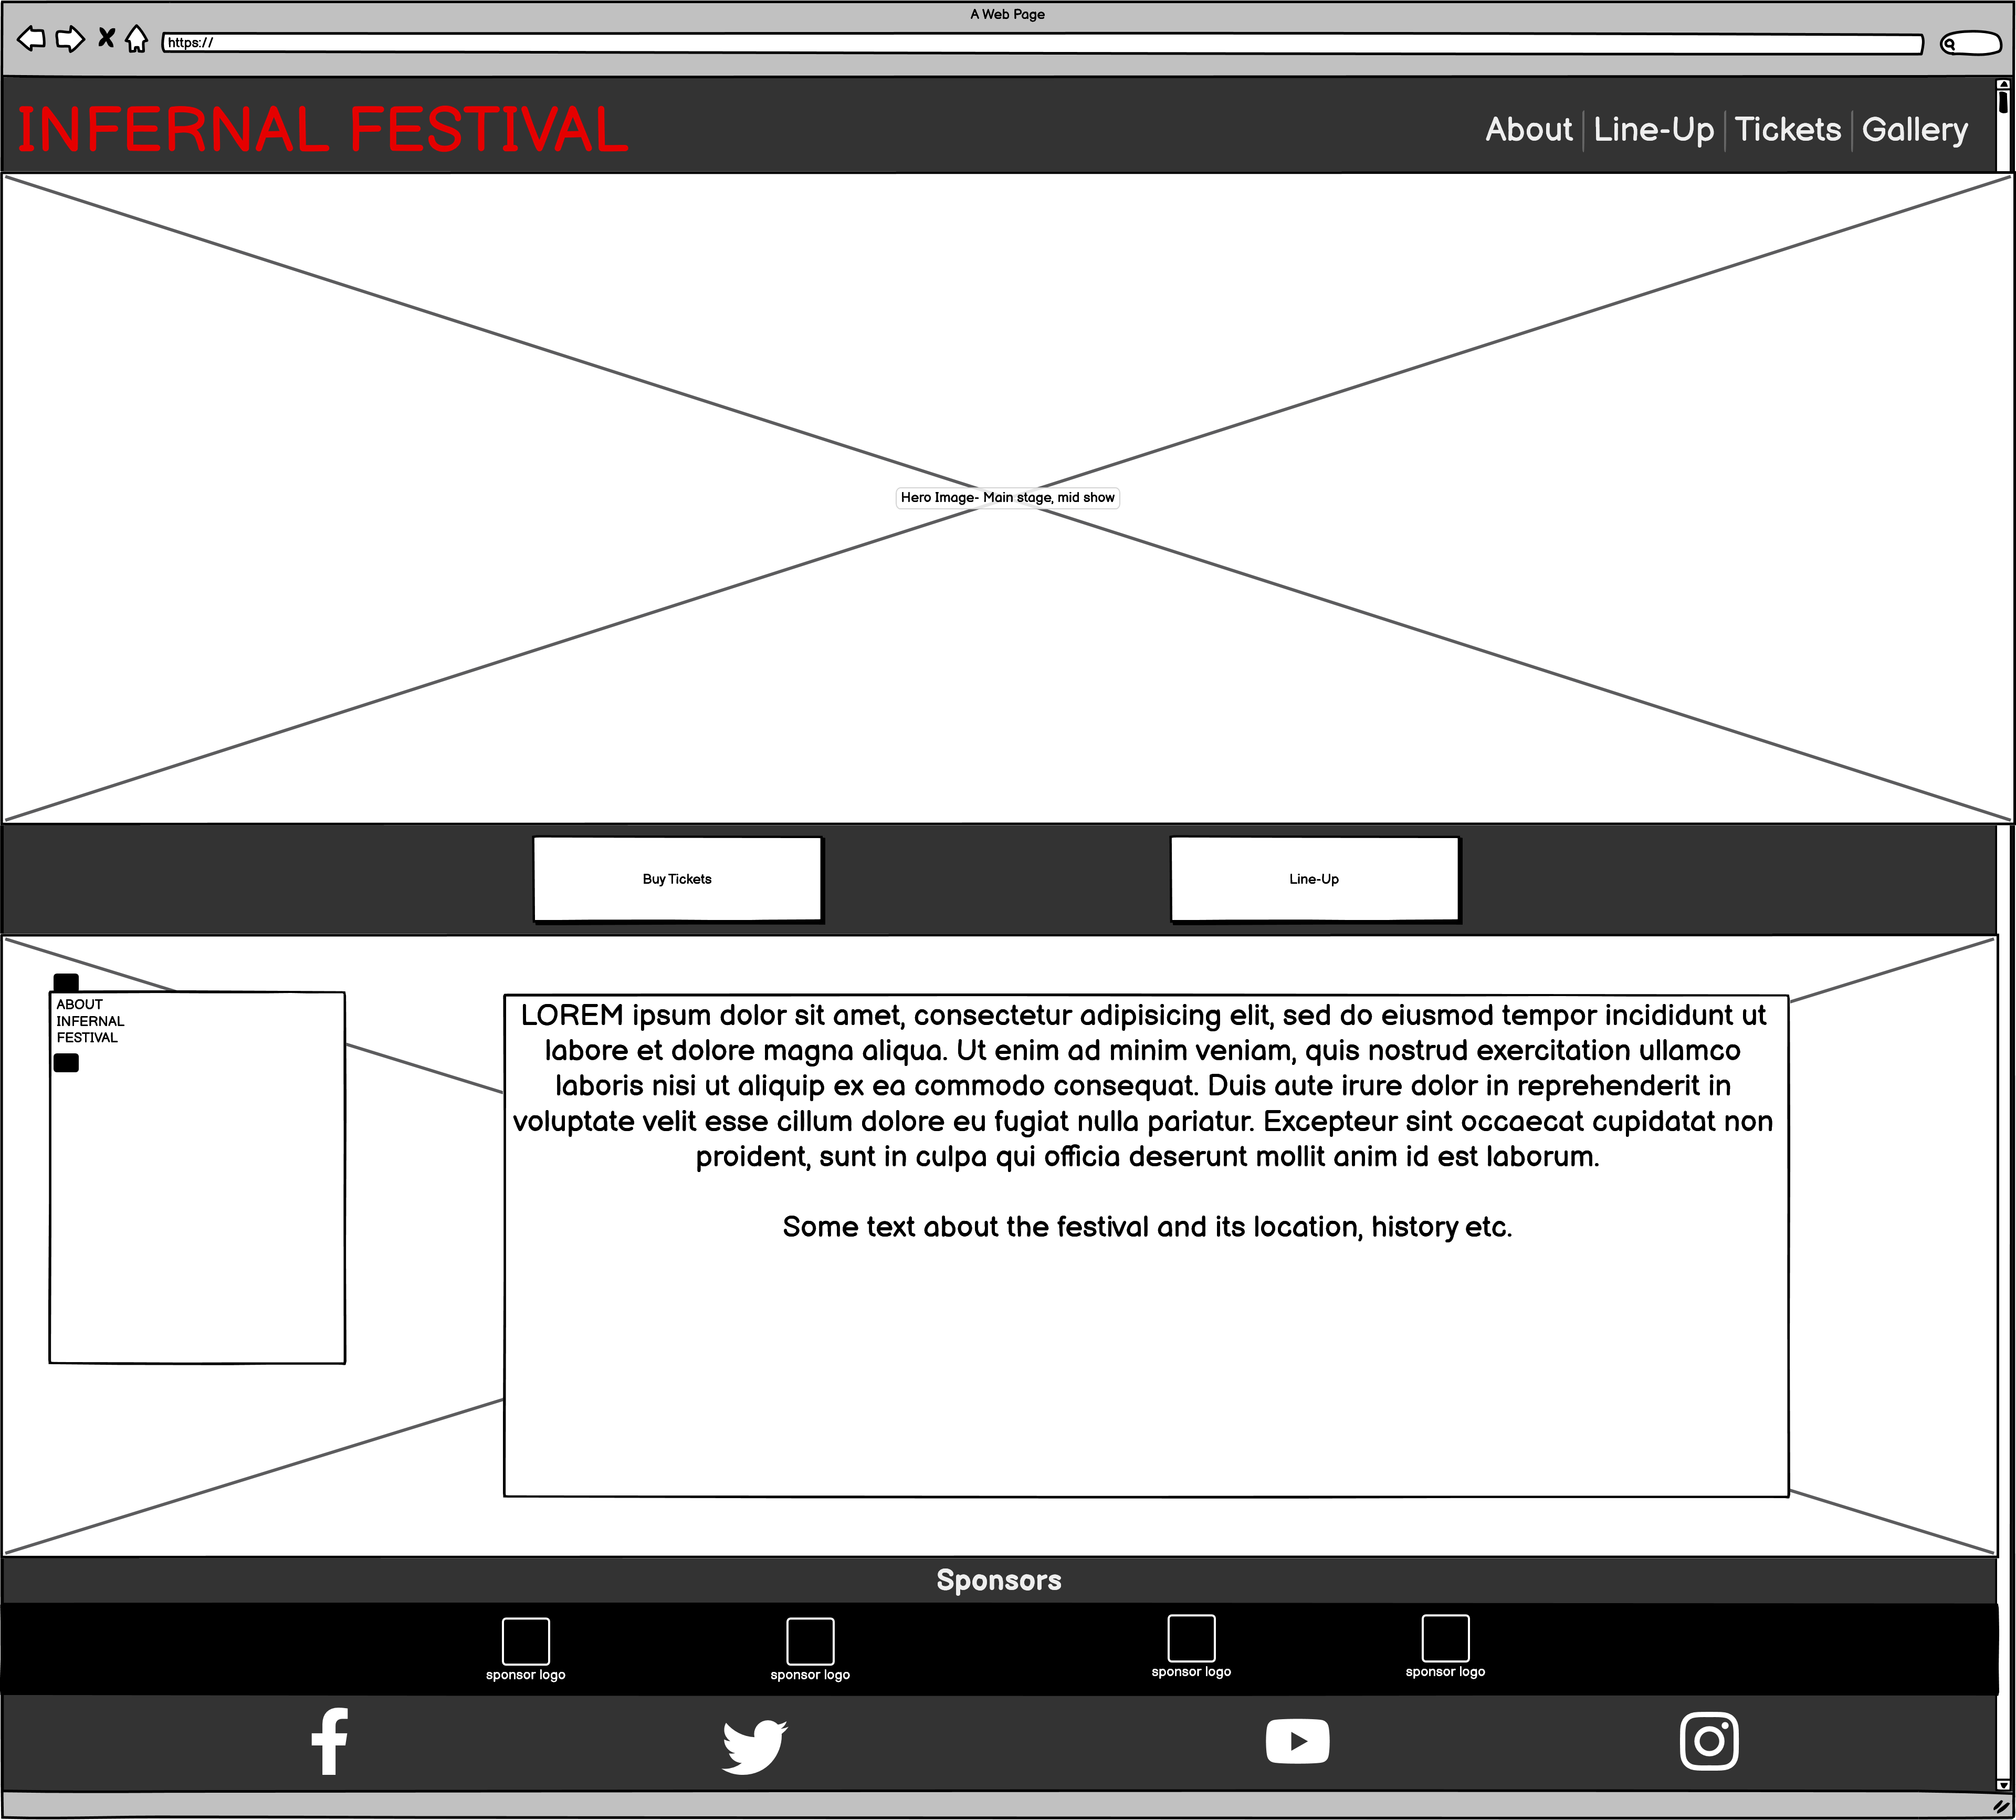 A Web Page
https://
INFERNAL FESTIVAL
About Line-Up Tickets Gallery
Hero Image- Main stage, mid show
Buy Tickets
Line-Up
ABOUT
INFERNAL
FESTIVAL
LOREM ipsum dolor sit amet, consectetur adipisicing elit, sed do eiusmod tempor incididunt ut
labore et dolore magna aliqua. Ut enim ad minim veniam, quis nostrud exercitation ullamco
laboris nisi ut aliquip ex ea commodo consequat. Duis aute irure dolor in reprehenderit in
voluptate velit esse cillum dolore eu fugiat nulla pariatur. Excepteur sint occaecat cupidatat non
proident, sunt in culpa qui officia deserunt mollit anim id est laborum.
Some text about the festival and its location, history etc.
Sponsors
sponsor logo
sponsor logo
sponsor logo
sponsor logo